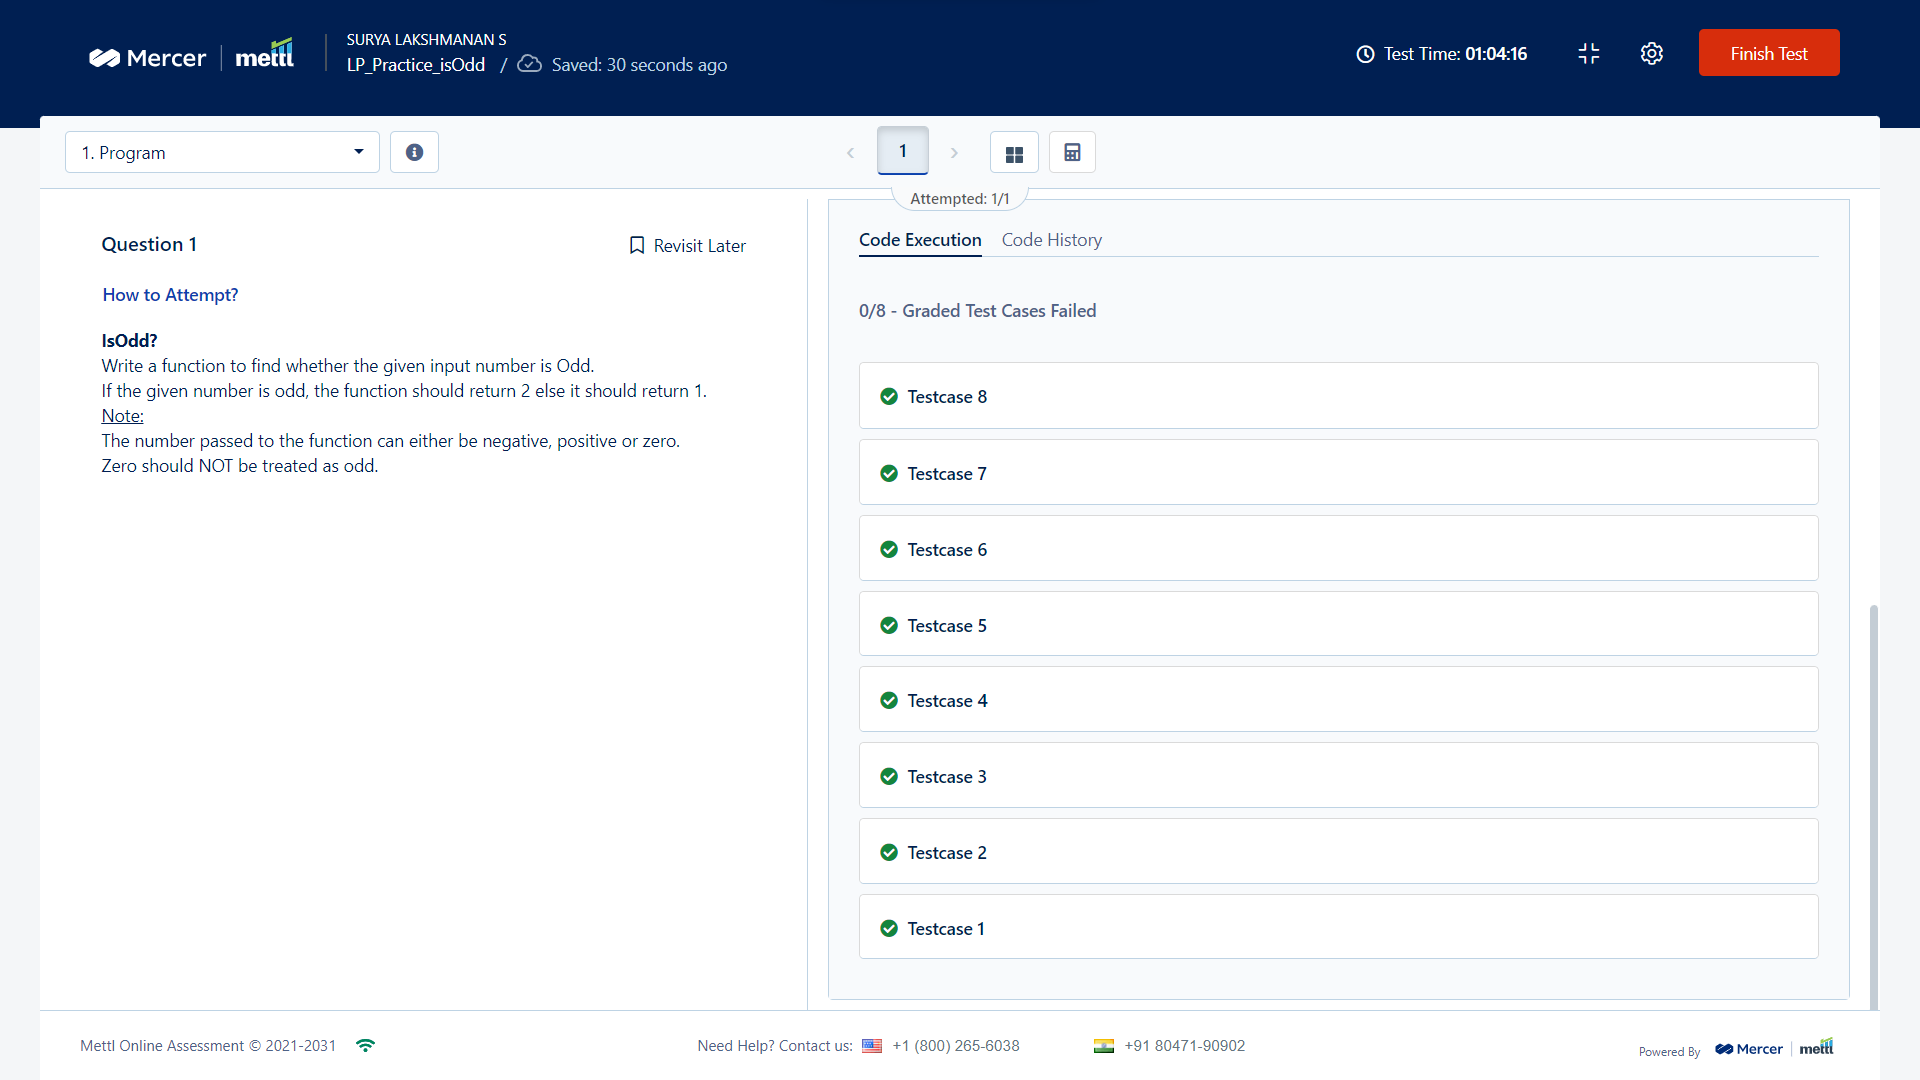 Mercer | mettl
SURYA LAKSHMANAN S
LP_Practice_isOdd / Saved: 30 seconds ago
Test Time: 01:04:16
Finish Test
1. Program
1
Attempted: 1/1
Question 1
Revisit Later
How to Attempt?
IsOdd?
Write a function to find whether the given input number is Odd.
If the given number is odd, the function should return 2 else it should return 1.
Note:
The number passed to the function can either be negative, positive or zero.
Zero should NOT be treated as odd.
Code Execution
Code History
0/8 - Graded Test Cases Failed
Testcase 8
Testcase 7
Testcase 6
Testcase 5
Testcase 4
Testcase 3
Testcase 2
Testcase 1
Mettl Online Assessment © 2021-2031
Need Help? Contact us: +1 (800) 265-6038
+91 80471-90902
Powered By Mercer | mettl